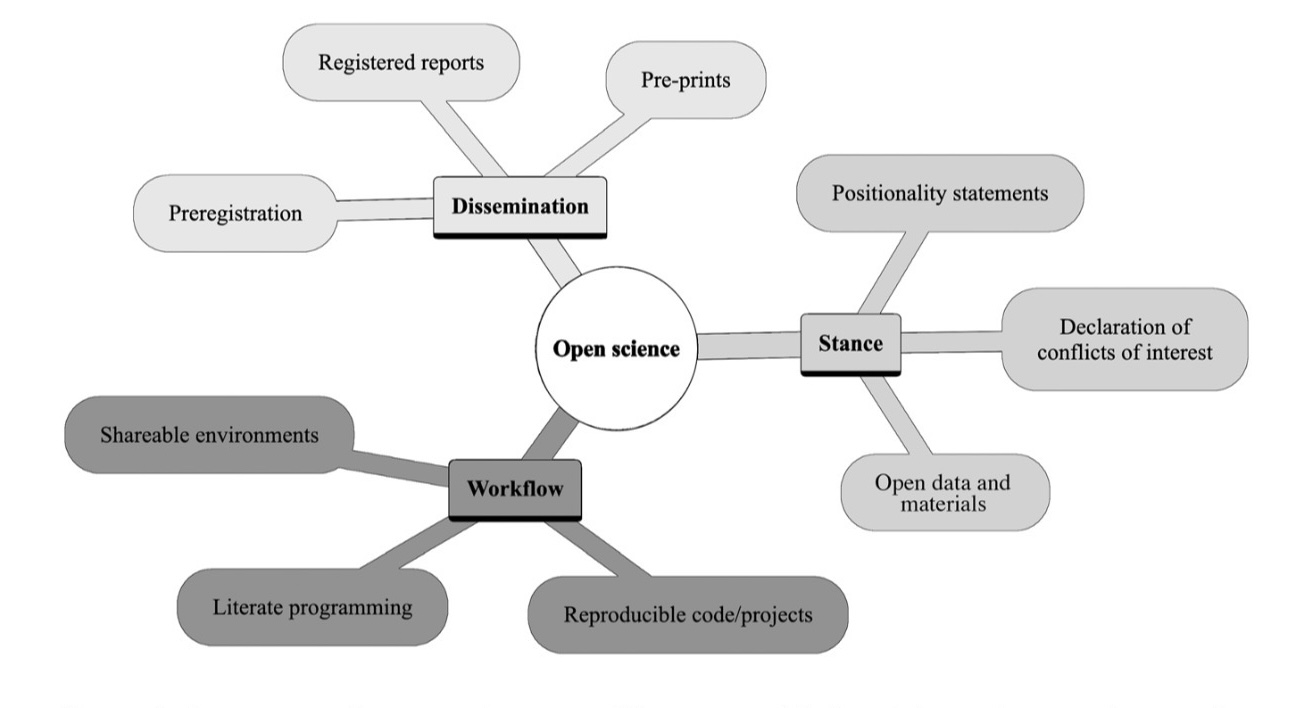 Registered reports
Pre-prints
Preregistration
Dissemination
Positionality statements
Open science
Stance
Declaration of
conflicts of interest
Shareable environments
Workflow
Open data and
materials
Literate programming
Reproducible code/projects